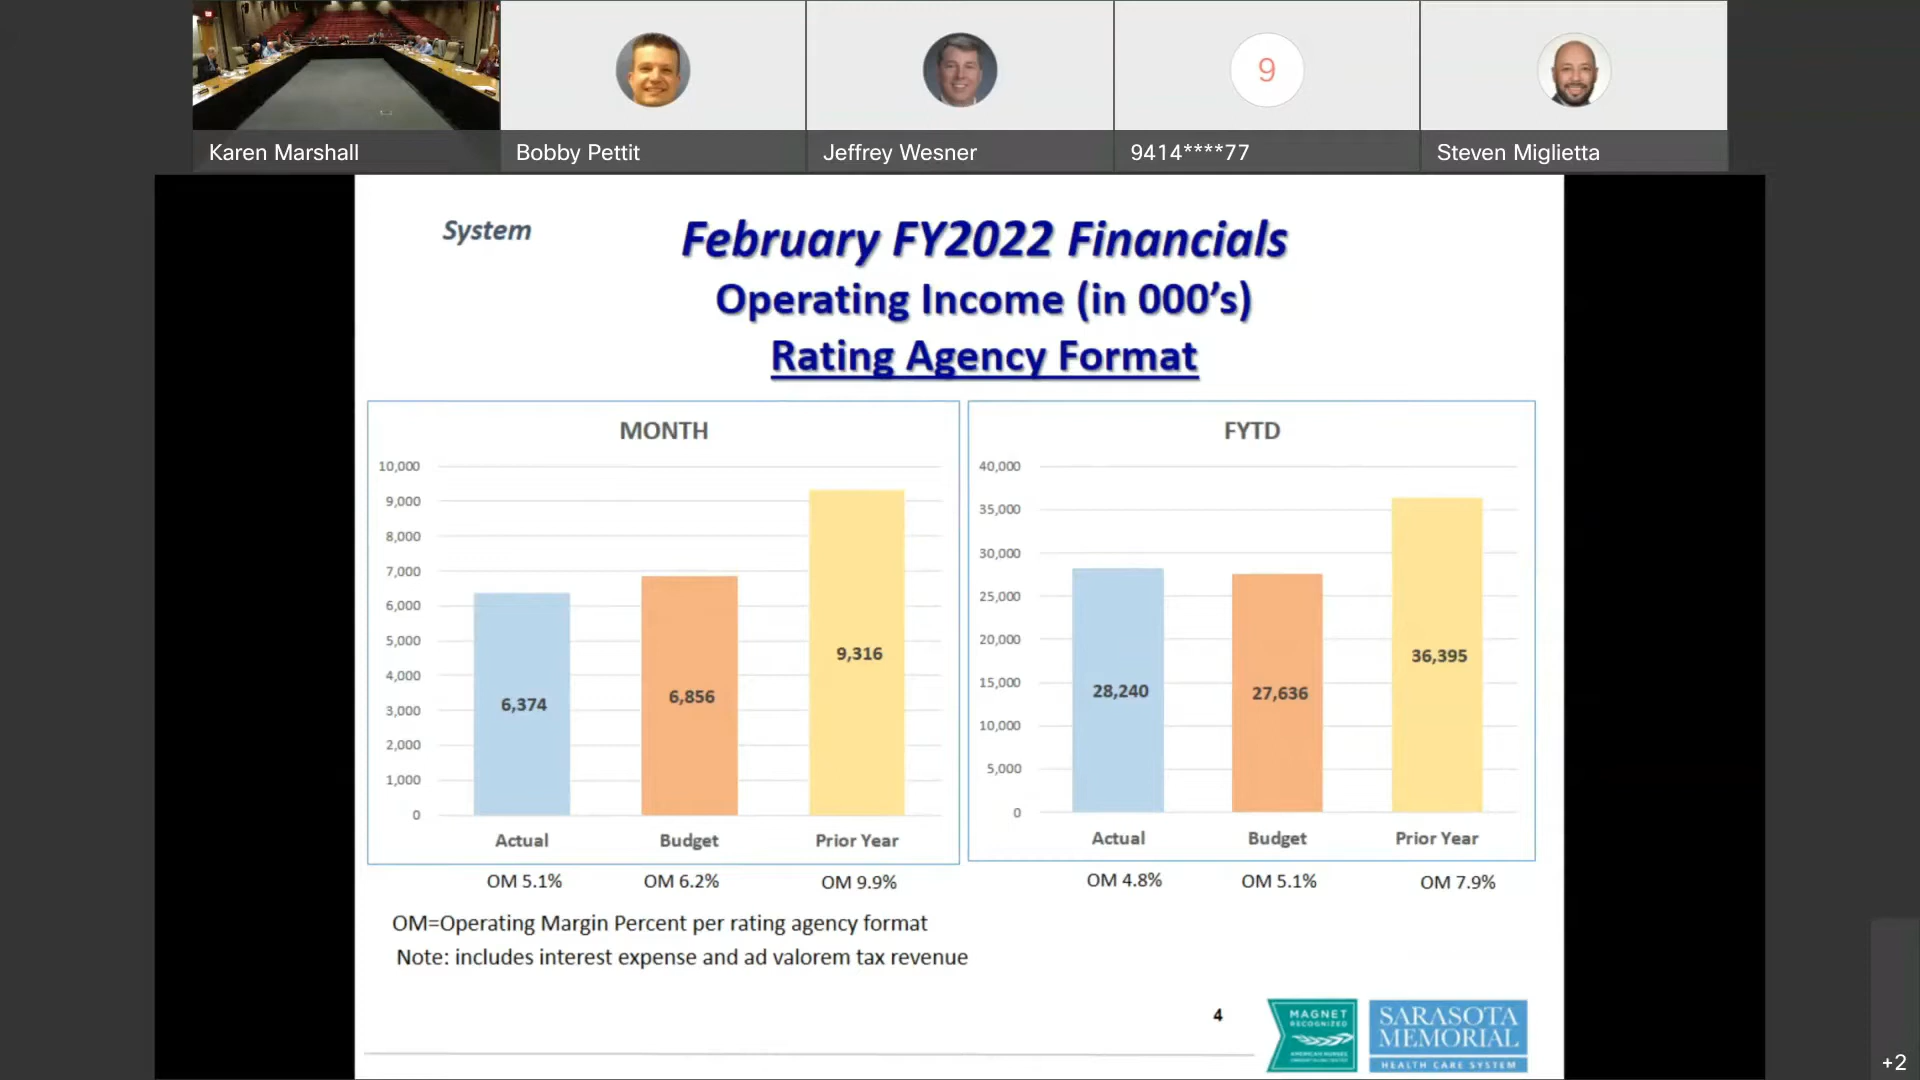 Karen Marshall
Bobby Pettit
Jeffrey Wesner
9
9414****77
Steven Miglietta
System
February FY2022 Financials
Operating Income (in 000's)
Rating Agency Format
MONTH
10,000
9,000
8,000
7,000
6,000
5,000
4,000
3,000
2,000
1,000
0
6,374
6,856
9,316
Actual
Budget
Prior Year
OM 5.1%
OM 6.2%
OM 9.9%
FYTD
40,000
35,000
30,000
25,000
20,000
15,000
10,000
5,000
0
28,240
27,636
36,395
Actual
Budget
Prior Year
OM 4.8%
OM 5.1%
OM 7.9%
OM=Operating Margin Percent per rating agency format
Note: includes interest expense and ad valorem tax revenue
4
MAGNET
RECOGNIZED
SARASOTA
MEMORIAL
HEALTH CARE SYSTEM
+2